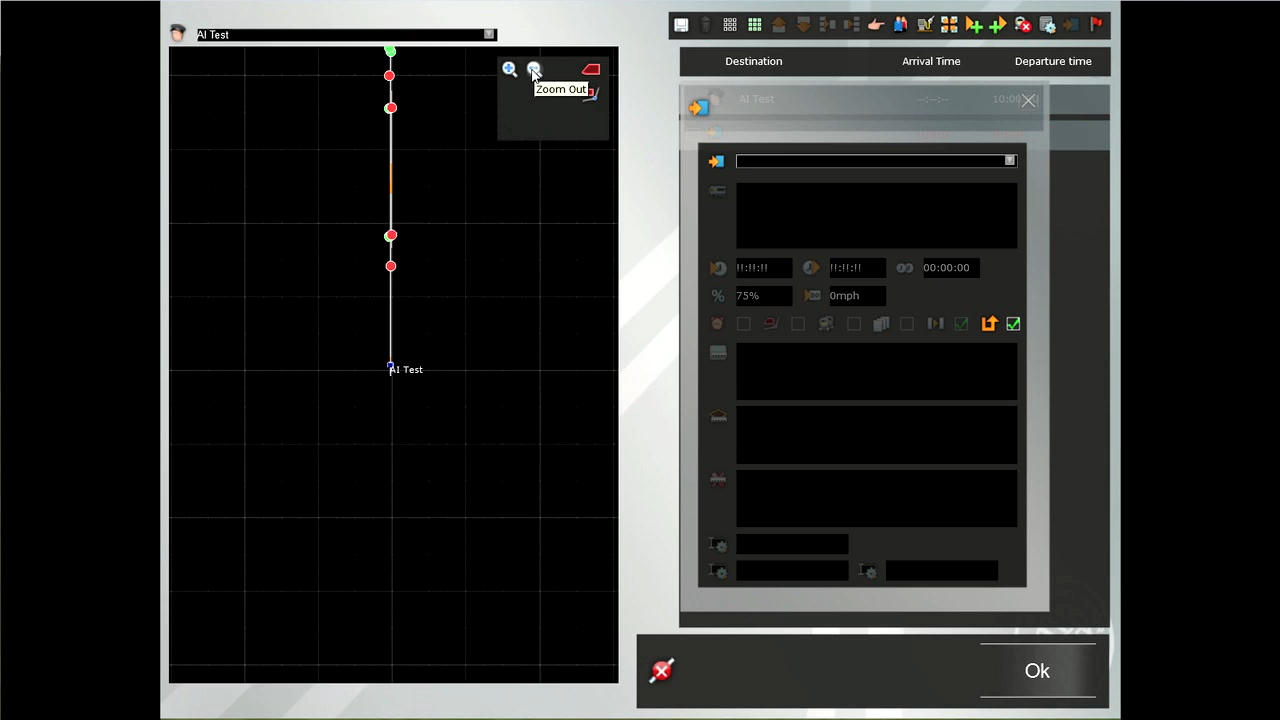 AI Test
Zoom Out
AI Test
Destination
Arrival Time
Departure time
AI Test
--:--:--
!!:!!:!!
!!:!!:!!
00:00:00
75%
0mph
Ok